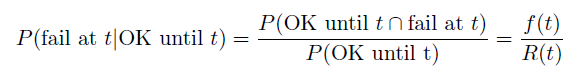 P(fail at t|OK until t) = P(OK until t ∩ fail at t) / P(OK until t) = f(t) / R(t)